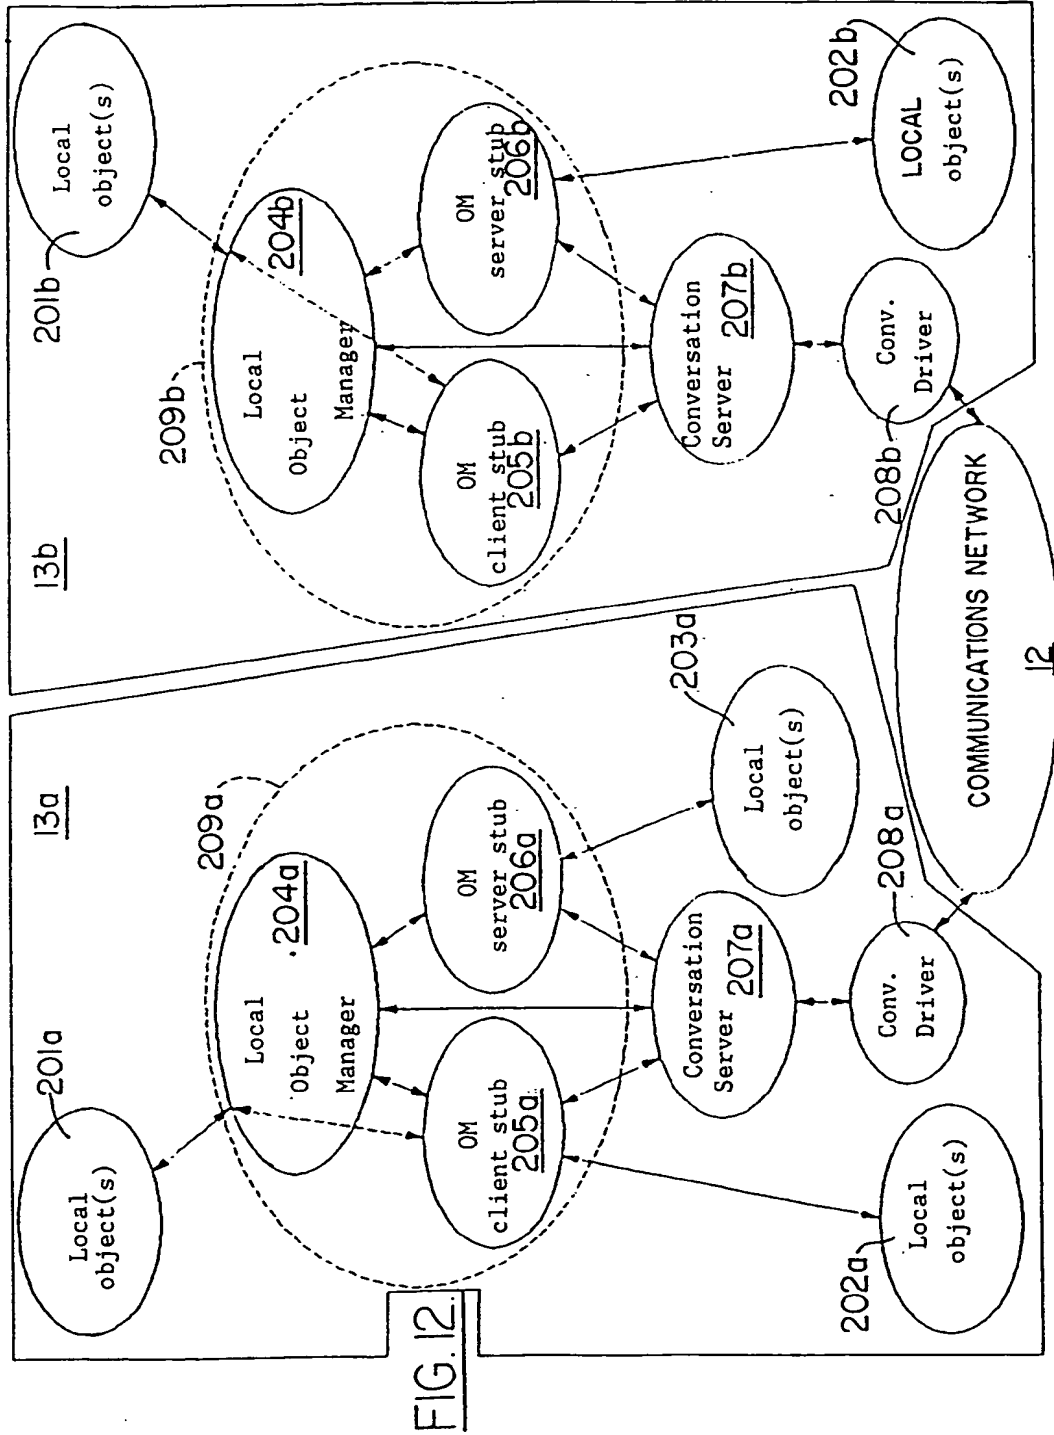 13a
201a
Local
object(s)
209a
Local
Object
Manager
204a
OM
client stub
205a
OM
server stub
206a
Conversation
Server
207a
203a
Local
object(s)
202a
Local
object(s)
Conv.
Driver
208a
13b
201b
Local
object(s)
209b
Local
Object
Manager
204b
OM
client stub
205b
OM
server stub
206b
Conversation
Server
207b
Conv.
Driver
208b
202b
LOCAL
object(s)
COMMUNICATIONS NETWORK
12
FIG. 12.